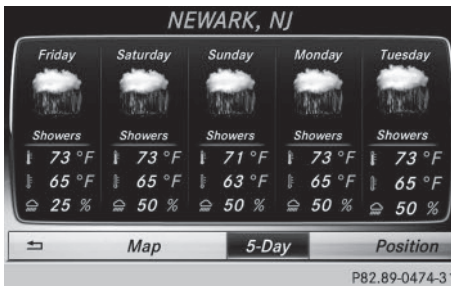 NEWARK, NJ
Friday Saturday Sunday Monday Tuesday
Showers Showers Showers Showers Showers
73 °F 73 °F 71 °F 73 °F 73 °F
65 °F 65 °F 63 °F 65 °F 65 °F
25 % 50 % 50 % 50 % 50 %
Map 5-Day Position
P82.89-0474-31